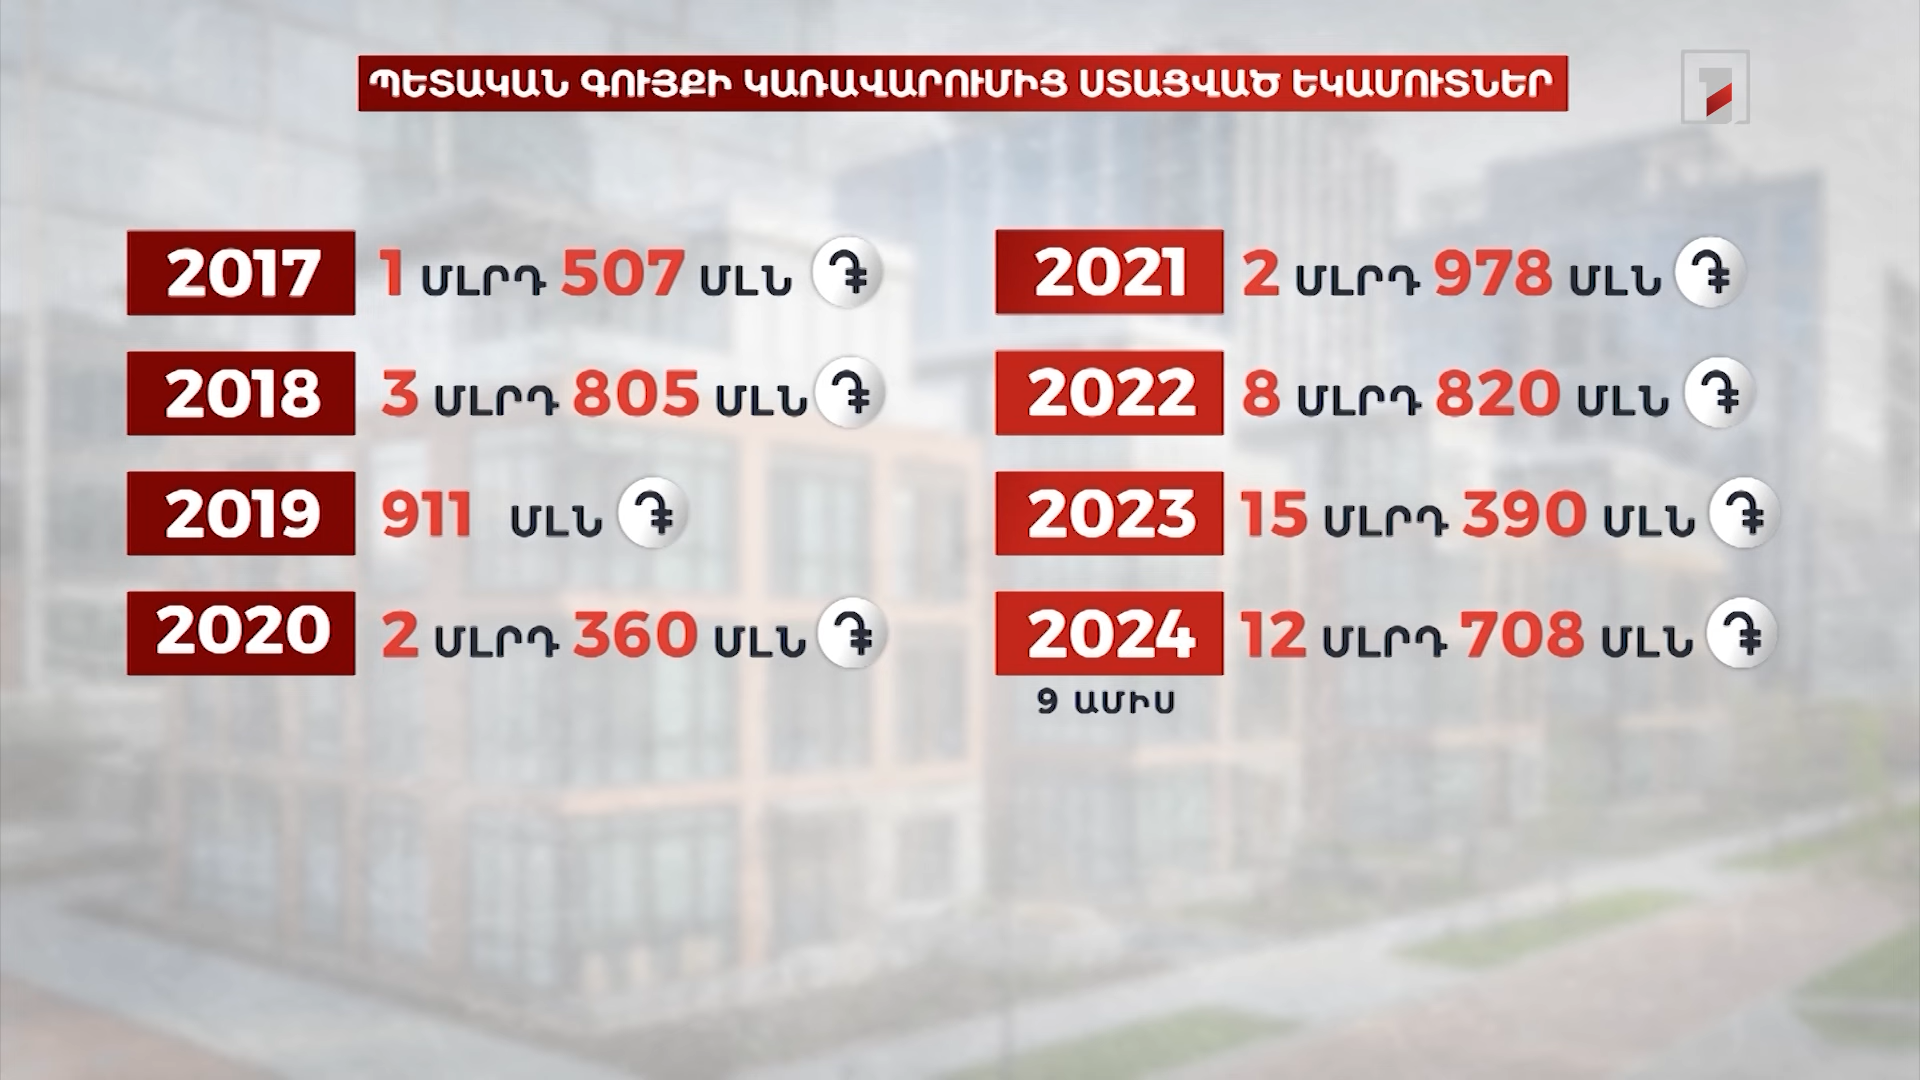 ՊԵՏԱԿԱՆ ԳՈՒՅՔԻ ԿԱՌԱՎԱՐՈՒՄԻՑ ՍՏԱՑՎԱԾ ԵԿԱՄՈՒՏՆԵՐ
1
2017 1 ՄԼՐԴ 507 ՄԼՆ ֏
2018 3 ՄԼՐԴ 805 ՄԼՆ ֏
2019 911 ՄԼՆ ֏
2020 2 ՄԼՐԴ 360 ՄԼՆ ֏
2021 2 ՄԼՐԴ 978 ՄԼՆ ֏
2022 8 ՄԼՐԴ 820 ՄԼՆ ֏
2023 15 ՄԼՐԴ 390 ՄԼՆ ֏
2024 12 ՄԼՐԴ 708 ՄԼՆ ֏
9 ԱՄԻՍ